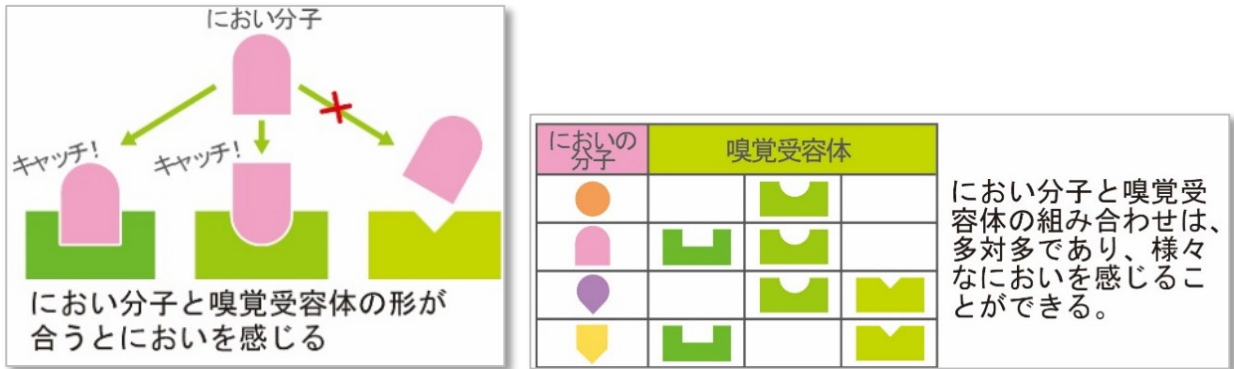 におい分子
キャッチ!
キャッチ!
におい分子と嗅覚受容体の形が
合うとにおいを感じる
においの
分子
嗅覚受容体
におい分子と嗅覚受
容体の組み合わせは、
多対多であり、様々
なにおいを感じるこ
とができる。